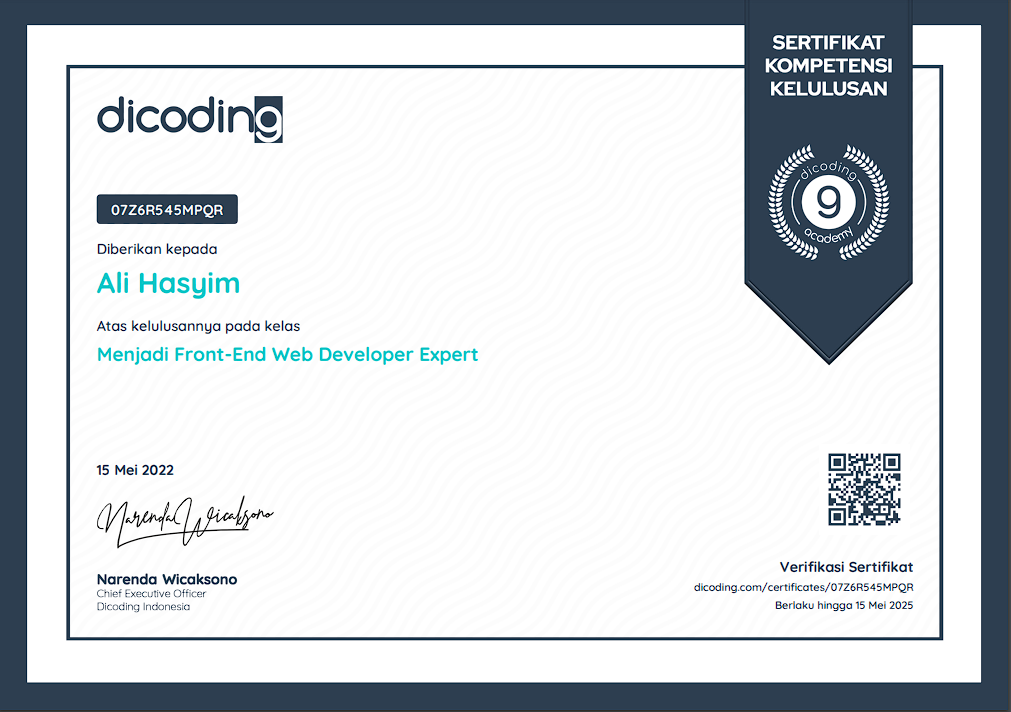 SERTIFIKAT
KOMPETENSI
KELULUSAN
dicoding
dicoding
9
academy
07Z6R545MPQR
Diberikan kepada
Ali Hasyim
Atas kelulusannya pada kelas
Menjadi Front-End Web Developer Expert
15 Mei 2022
Narenda Wicaksono
Narenda Wicaksono
Chief Executive Officer
Dicoding Indonesia
Verifikasi Sertifikat
dicoding.com/certificates/07Z6R545MPQR
Berlaku hingga 15 Mei 2025